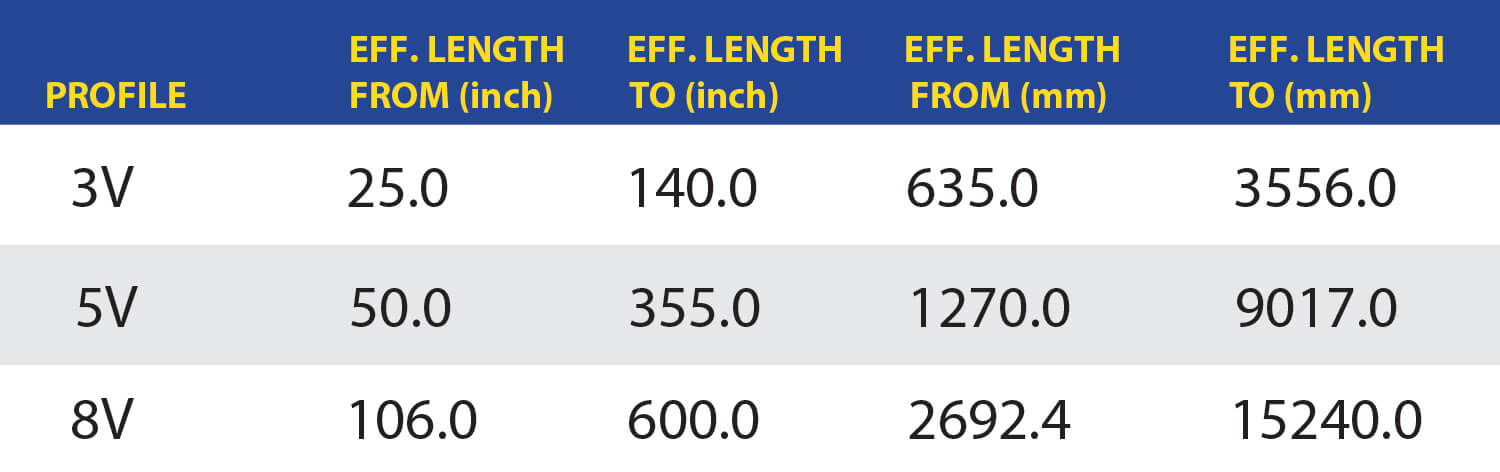 PROFILE EFF. LENGTH FROM (inch) EFF. LENGTH TO (inch) EFF. LENGTH FROM (mm) EFF. LENGTH TO (mm)
3V 25.0 140.0 635.0 3556.0
5V 50.0 355.0 1270.0 9017.0
8V 106.0 600.0 2692.4 15240.0